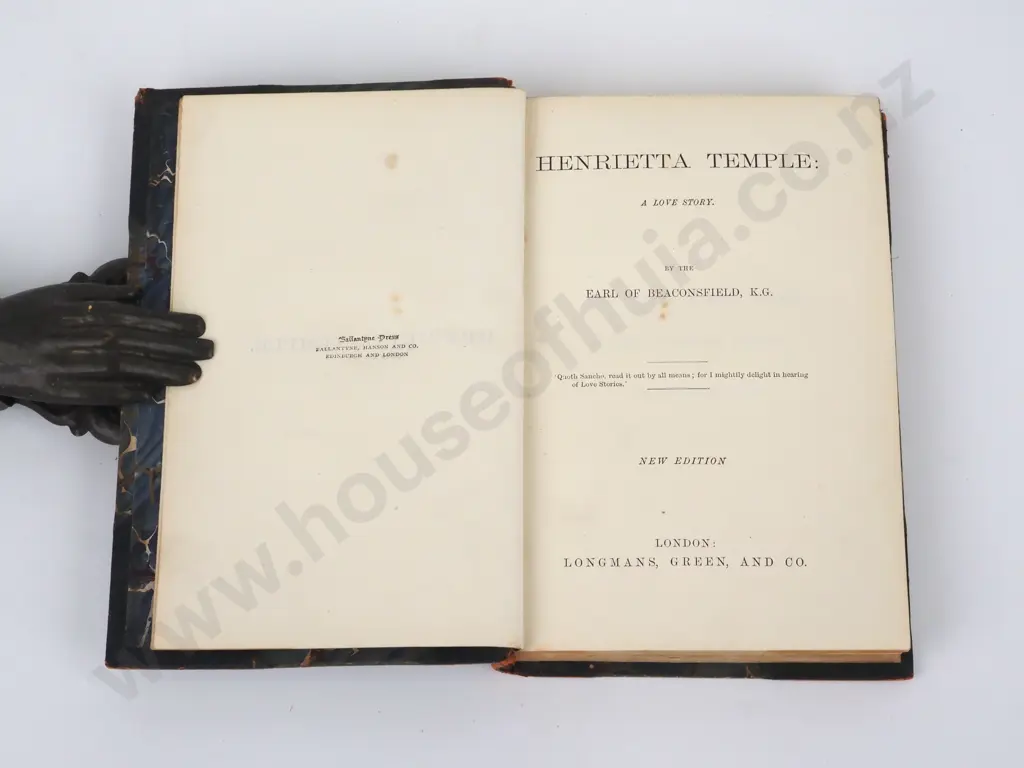 Ballantyne Press
BALLANTYNE, HANSON AND CO.
EDINBURGH AND LONDON
HENRIETTA TEMPLE:
A LOVE STORY.
BY THE
EARL OF BEACONSFIELD, K.G.
'Quoth Sancho, read it out by all means; for I mightily delight in hearing
of Love Stories.'
NEW EDITION
LONDON:
LONGMANS, GREEN, AND CO.
www.houseofhuia.co.nz